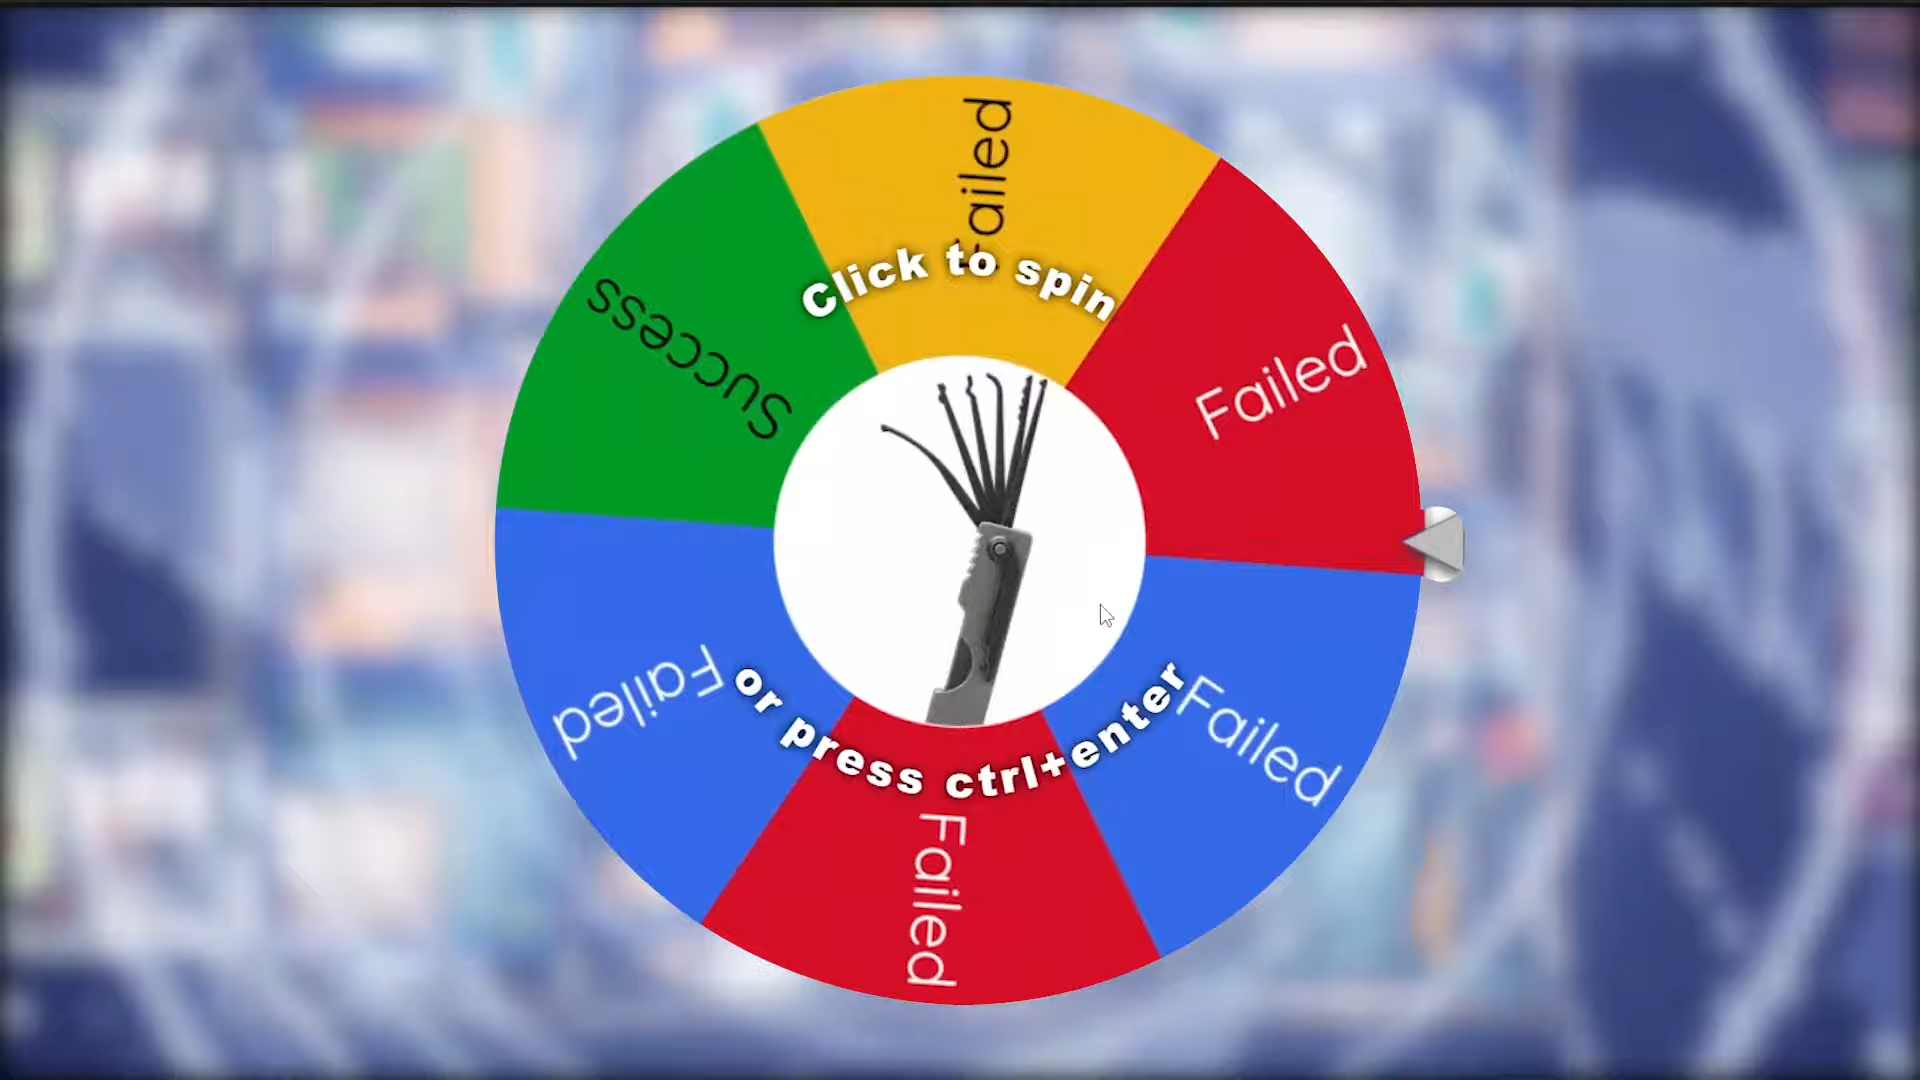 Failed
Click to spin
Success
Failed
Failed
Failed
or press ctrl+enter
Failed